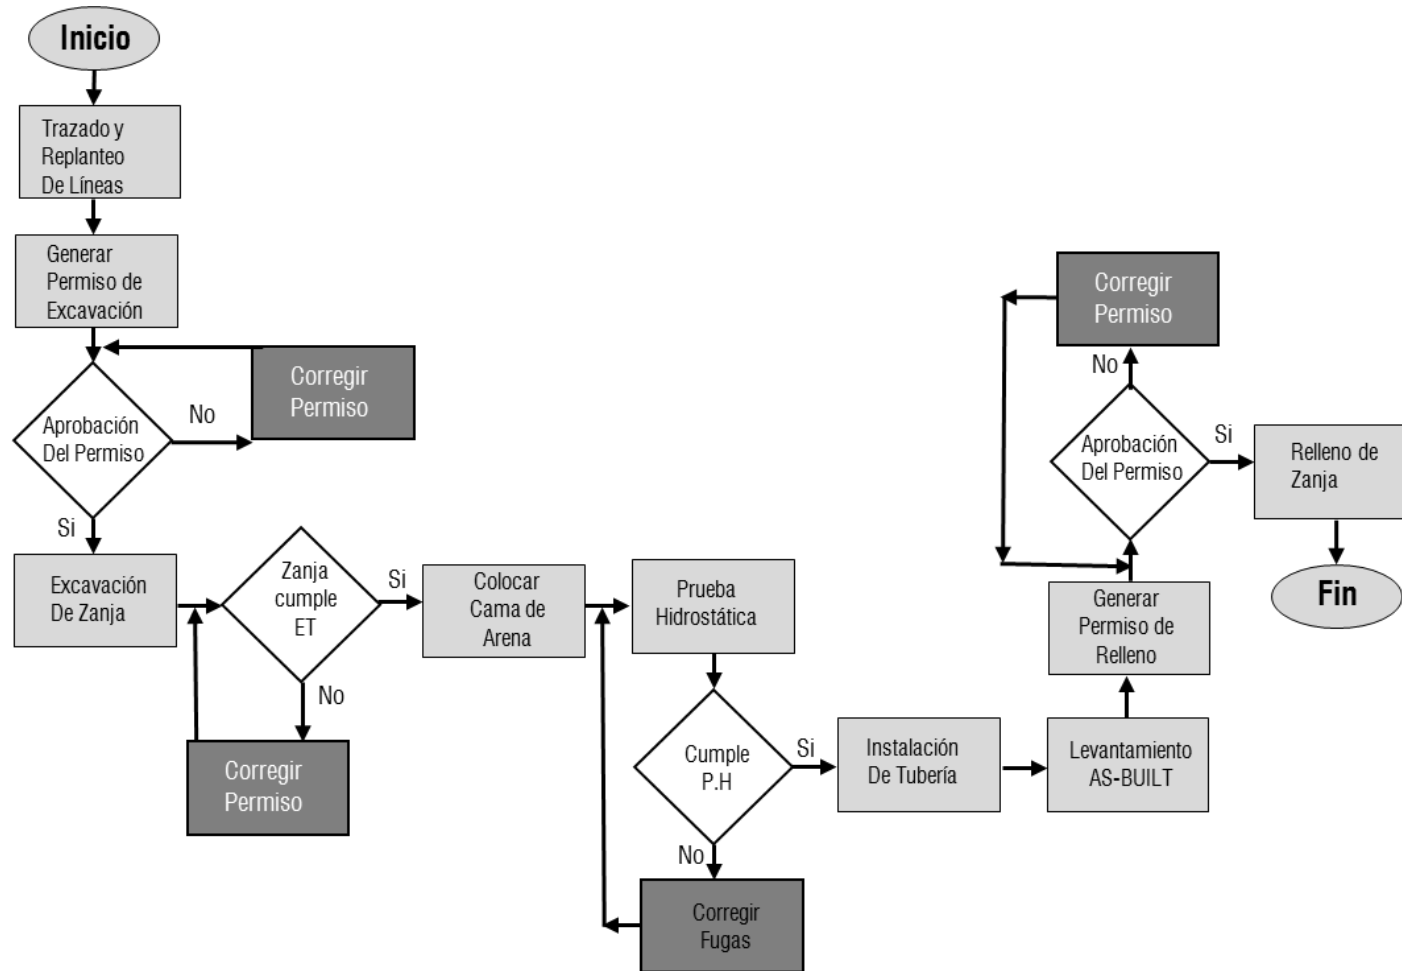 Inicio
Trazado y
Replanteo
De Líneas
Generar
Permiso de
Excavación
Corregir
Permiso
No
Aprobación
Del Permiso
Si
Excavación
De Zanja
Zanja
cumple
ET
Si
No
Corregir
Permiso
Colocar
Cama de
Arena
Prueba
Hidrostática
Cumple
P.H
Si
No
Corregir
Fugas
Instalación
De Tubería
Levantamiento
AS-BUILT
Generar
Permiso de
Relleno
Aprobación
Del Permiso
No
Corregir
Permiso
Si
Relleno de
Zanja
Fin